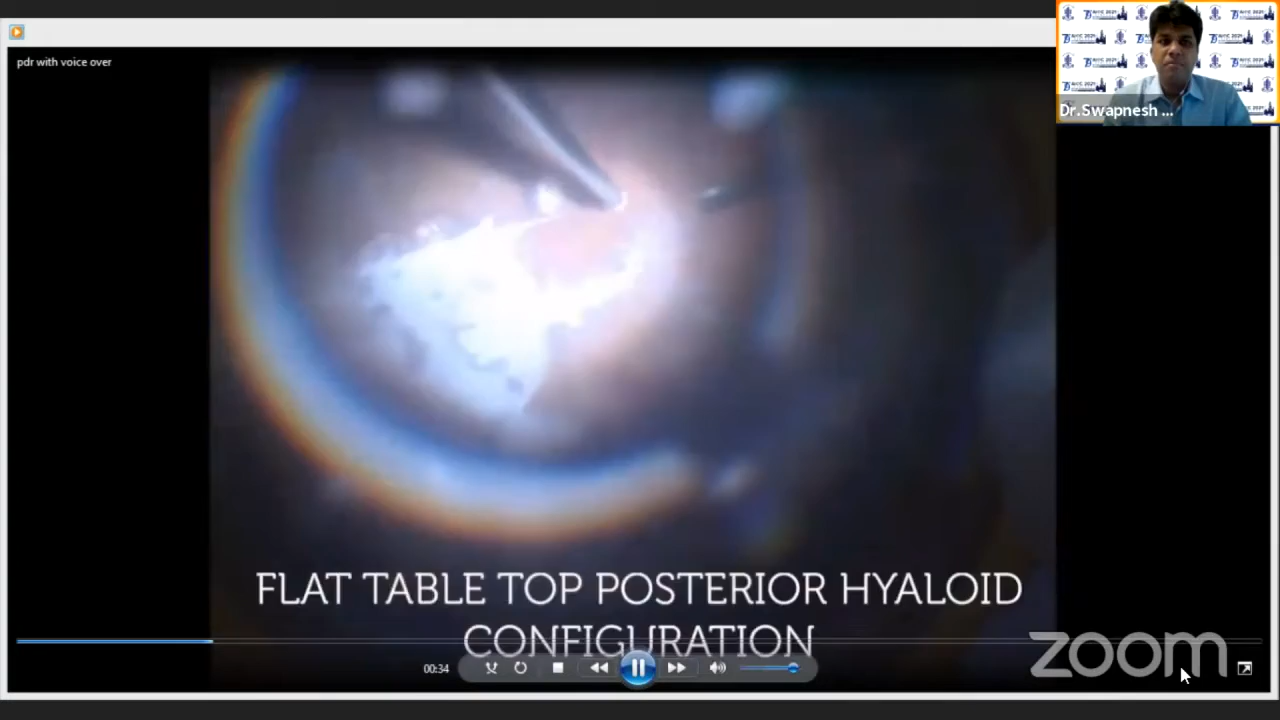 pdr with voice over
Dr.Swapnesh ...
FLAT TABLE TOP POSTERIOR HYALOID
CONFIGURATION
00:34
zoom